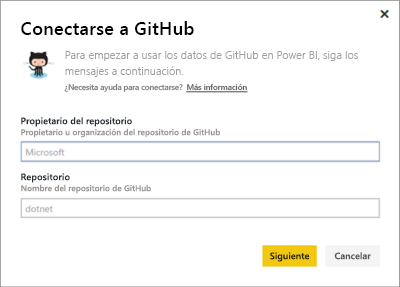 Conectarse a GitHub
Para empezar a usar los datos de GitHub en Power BI, siga los
mensajes a continuación.
¿Necesita ayuda para conectarse? Más información
Propietario del repositorio
Propietario u organización del repositorio de GitHub
Microsoft
Repositorio
Nombre del repositorio de GitHub
dotnet
Siguiente Cancelar